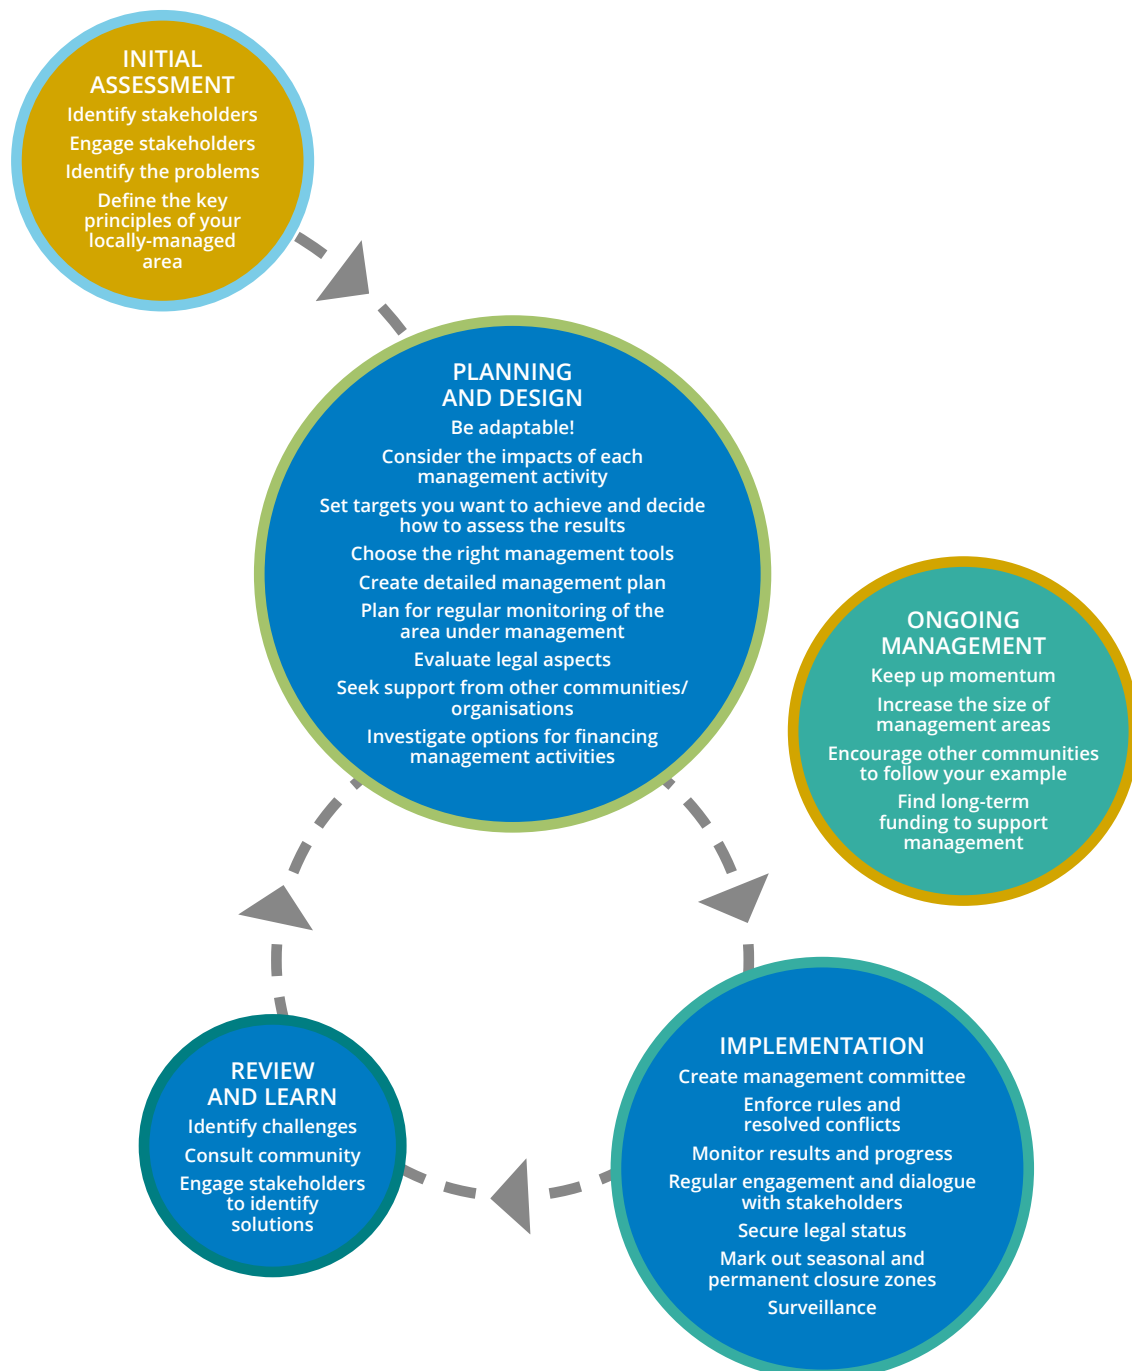 INITIAL
ASSESSMENT
Identify stakeholders
Engage stakeholders
Identify the problems
Define the key
principles of your
locally-managed
area
PLANNING
AND DESIGN
Be adaptable!
Consider the impacts of each
management activity
Set targets you want to achieve and decide
how to assess the results
Choose the right management tools
Create detailed management plan
Plan for regular monitoring of the
area under management
Evaluate legal aspects
Seek support from other communities/
organisations
Investigate options for financing
management activities
ONGOING
MANAGEMENT
Keep up momentum
Increase the size of
management areas
Encourage other communities
to follow your example
Find long-term
funding to support
management
IMPLEMENTATION
Create management committee
Enforce rules and
resolved conflicts
Monitor results and progress
Regular engagement and dialogue
with stakeholders
Secure legal status
Mark out seasonal and
permanent closure zones
Surveillance
REVIEW
AND LEARN
Identify challenges
Consult community
Engage stakeholders
to identify
solutions